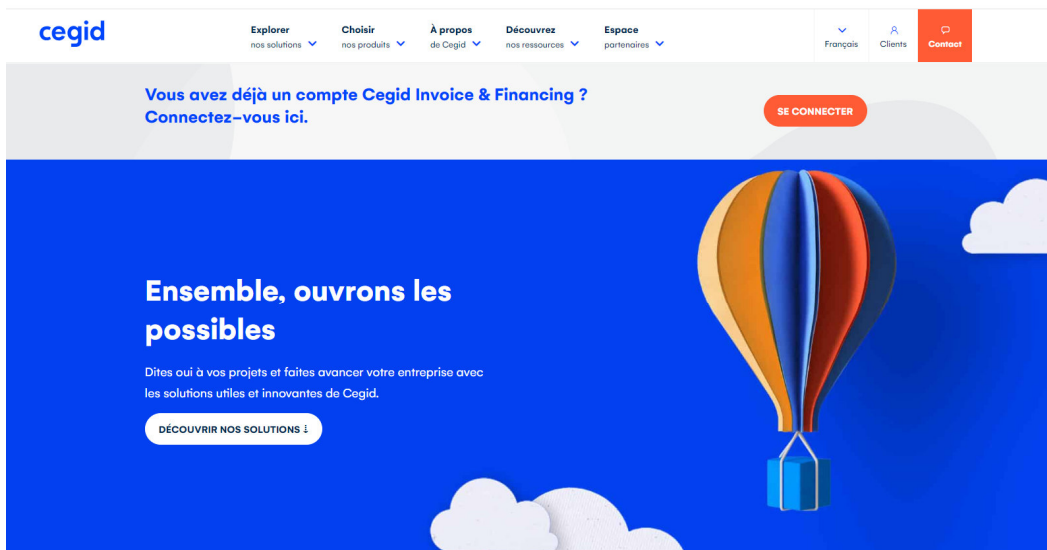 cegid
Explorer
nos solutions
Choisir
nos produits
À propos
de Cegid
Découvrez
nos ressources
Espace
partenaires
Français
Clients
Contact
Vous avez déjà un compte Cegid Invoice & Financing ?
Connectez-vous ici.
SE CONNECTER
Ensemble, ouvrons les
possibles
Dites oui à vos projets et faites avancer votre entreprise avec
les solutions utiles et innovantes de Cegid.
DÉCOUVRIR NOS SOLUTIONS ↓